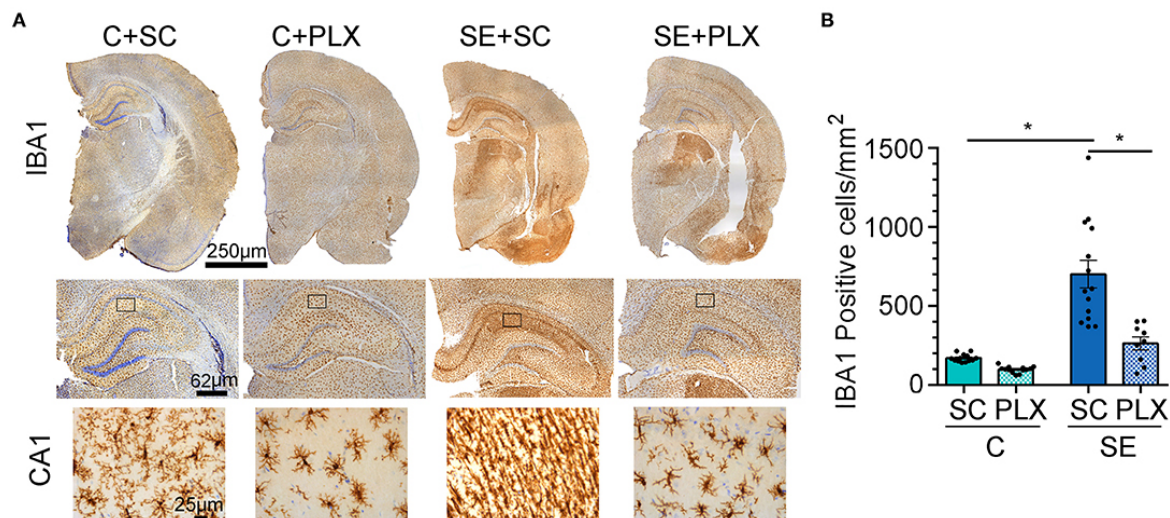 A
C+SC C+PLX SE+SC SE+PLX
IBA1
250µm
62µm
CA1
25µm
B
* *
IBA1 Positive cells/mm²
1500
1000
500
0
SC PLX SC PLX
C SE